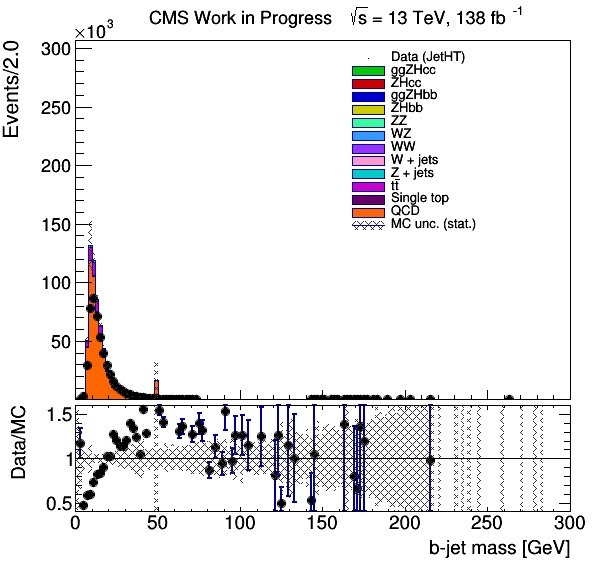 CMS Work in Progress √s = 13 TeV, 138 fb⁻¹
×10³
Events/2.0
300
250
200
150
100
50
Data (JetHT)
ggZHcc
ZHcc
ggZHbb
ZHbb
ZZ
WZ
WW
W + jets
Z + jets
tt̄
Single top
QCD
MC unc. (stat.)
Data/MC
1.5
1
0.5
0 50 100 150 200 250 300
b-jet mass [GeV]